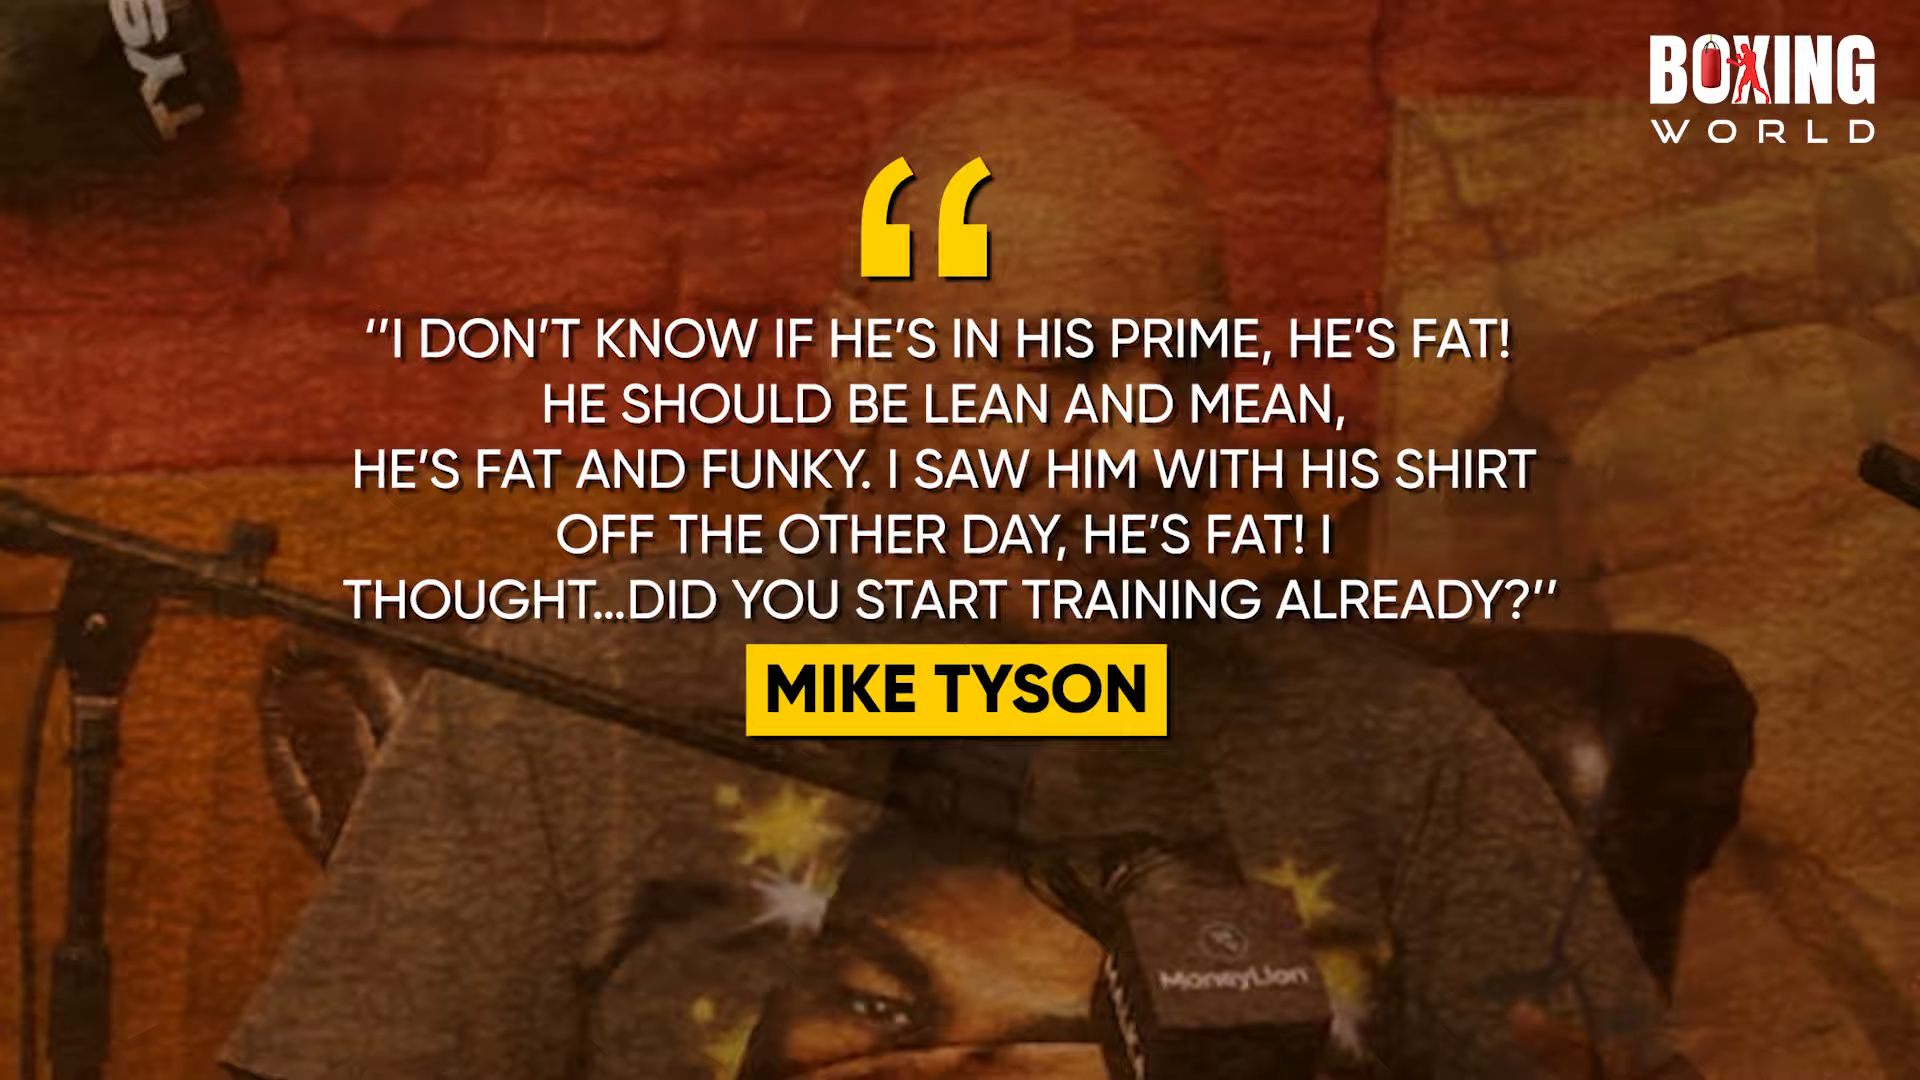 BOXING
WORLD
“
‘’I DON’T KNOW IF HE’S IN HIS PRIME, HE’S FAT!
HE SHOULD BE LEAN AND MEAN,
HE’S FAT AND FUNKY. I SAW HIM WITH HIS SHIRT
OFF THE OTHER DAY, HE’S FAT! I
THOUGHT...DID YOU START TRAINING ALREADY?’’
MIKE TYSON
MoneyLion